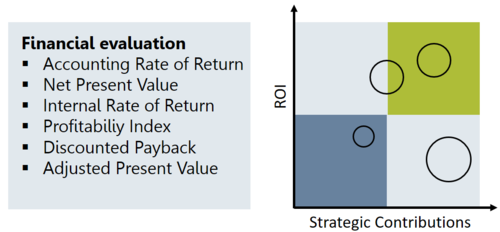 Financial evaluation
▪ Accounting Rate of Return
▪ Net Present Value
▪ Internal Rate of Return
▪ Profitabiliy Index
▪ Discounted Payback
▪ Adjusted Present Value
ROI
Strategic Contributions